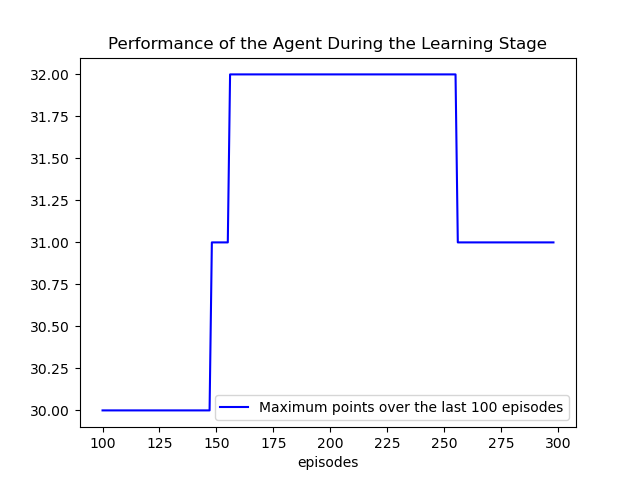 Performance of the Agent During the Learning Stage
32.00
31.75
31.50
31.25
31.00
30.75
30.50
30.25
30.00
Maximum points over the last 100 episodes
100 125 150 175 200 225 250 275 300
episodes